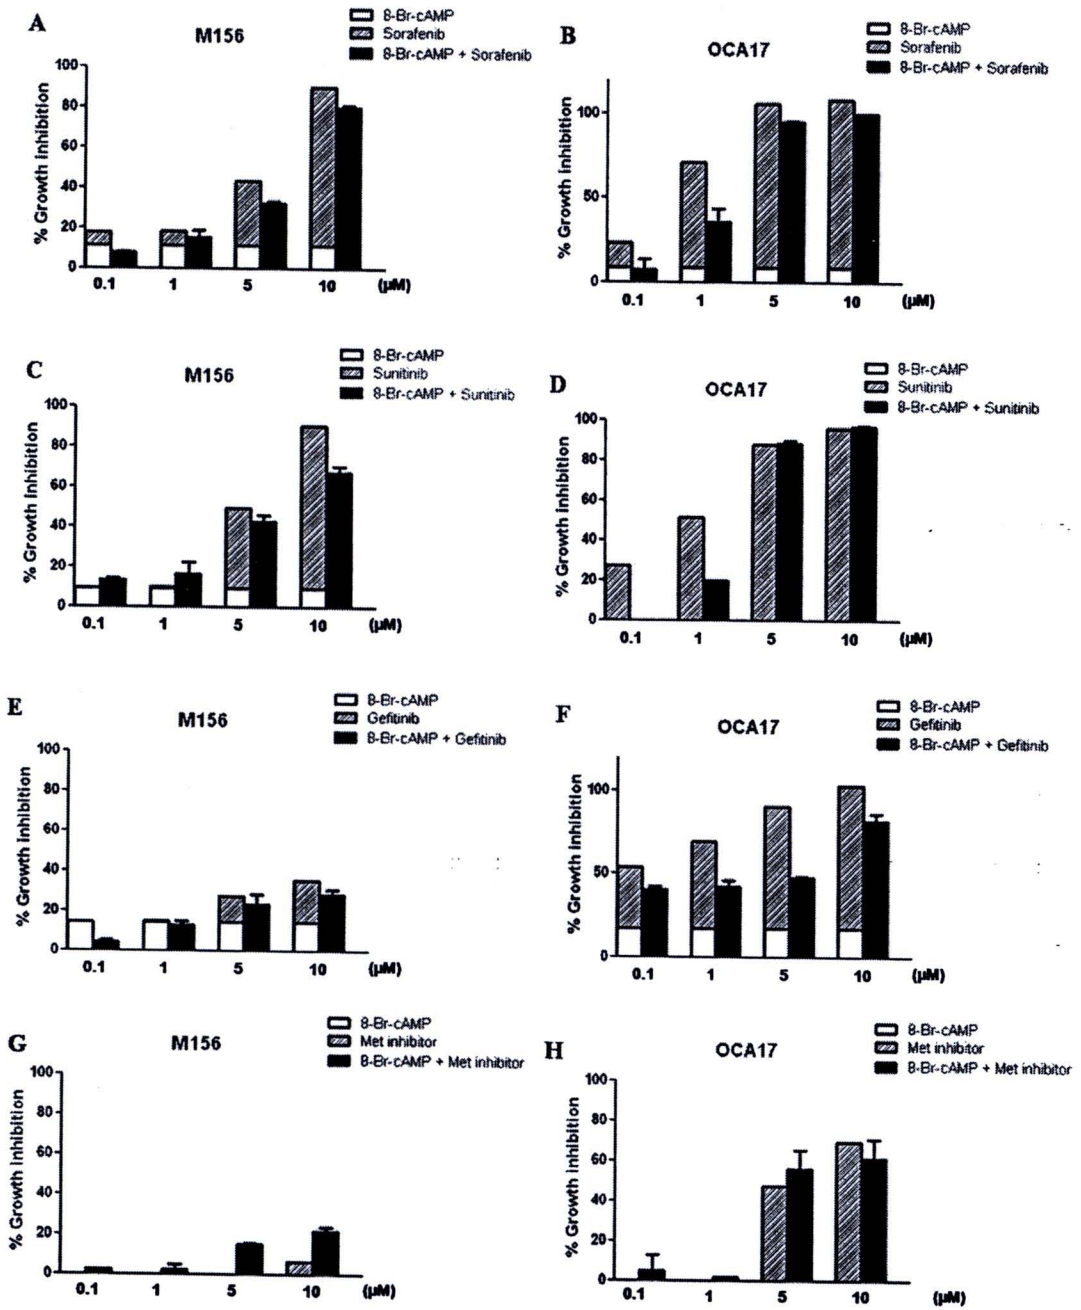 A
M156
8-Br-cAMP
Sorafenib
8-Br-cAMP + Sorafenib
% Growth inhibition
100
80
60
40
20
0
0.1 1 5 10 (µM)
B
OCA17
8-Br-cAMP
Sorafenib
8-Br-cAMP + Sorafenib
% Growth inhibition
100
50
0
0.1 1 5 10 (µM)
C
M156
8-Br-cAMP
Sunitinib
8-Br-cAMP + Sunitinib
% Growth inhibition
100
80
60
40
20
0
0.1 1 5 10 (µM)
D
OCA17
8-Br-cAMP
Sunitinib
8-Br-cAMP + Sunitinib
% Growth inhibition
100
80
60
40
20
0
0.1 1 5 10 (µM)
E
M156
8-Br-cAMP
Gefitinib
8-Br-cAMP + Gefitinib
% Growth inhibition
100
80
60
40
20
0
0.1 1 5 10 (µM)
F
OCA17
8-Br-cAMP
Gefitinib
8-Br-cAMP + Gefitinib
% Growth inhibition
100
50
0
0.1 1 5 10 (µM)
G
M156
8-Br-cAMP
Met inhibitor
8-Br-cAMP + Met inhibitor
% Growth inhibition
100
80
60
40
20
0
0.1 1 5 10 (µM)
H
OCA17
8-Br-cAMP
Met inhibitor
8-Br-cAMP + Met inhibitor
% Growth inhibition
100
80
60
40
20
0
0.1 1 5 10 (µM)